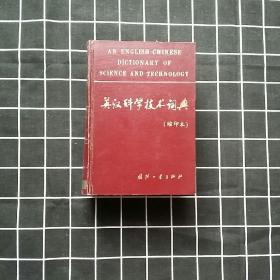 AN ENGLISH-CHINESE
DICTIONARY OF
SCIENCE AND TECHNOLOGY
英汉科学技术词典
(缩印本)
国防工业出版社